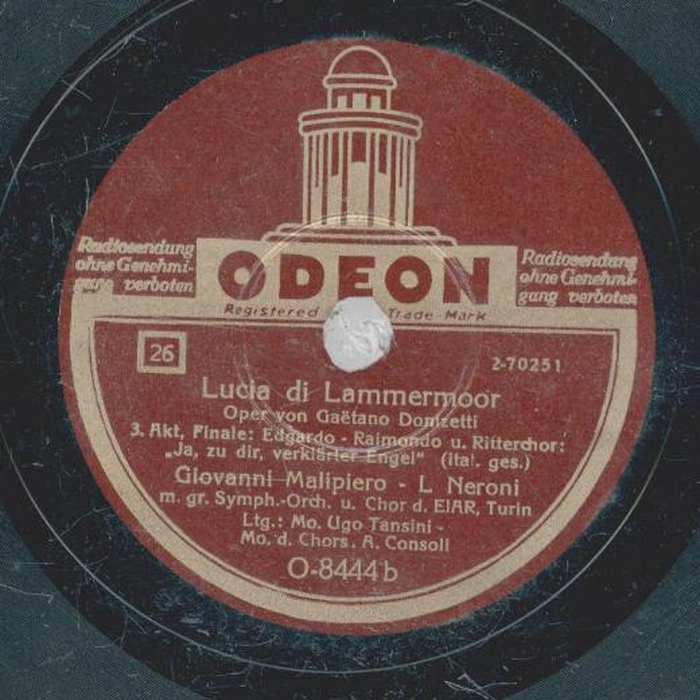 Radiosendung
ohne Genehmi-
gung verboten
ODEON
Registered Trade-Mark
Radiosendung
ohne Genehmi-
gung verboten
26
2-70251
Lucia di Lammermoor
Oper von Gaëtano Donizetti
3. Akt, Finale: Edgardo - Raimondo u. Ritterchor:
„Ja, zu dir, verklärter Engel“ (ital. ges.)
Giovanni Malipiero - L Neroni
m. gr. Symph.-Orch. u. Chor d. EIAR, Turin
Ltg.: Mo. Ugo Tansini -
Mo. d. Chors. A. Consoli
O-8444b